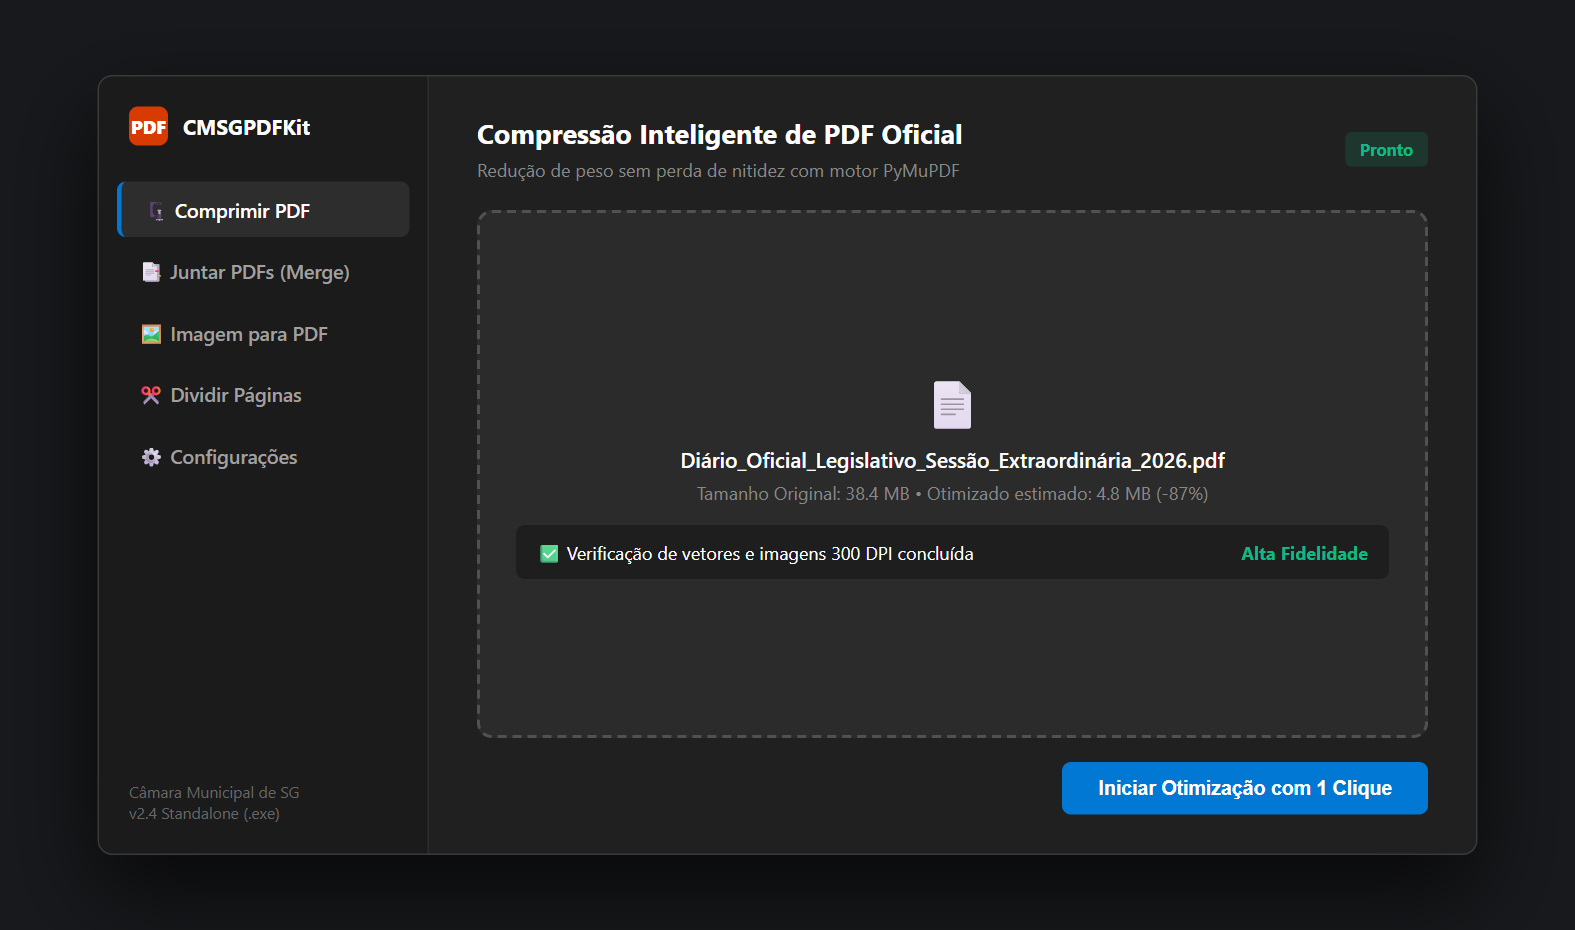 PDF CMSGPDFKit
Comprimir PDF
Juntar PDFs (Merge)
Imagem para PDF
Dividir Páginas
Configurações
Câmara Municipal de SG
v2.4 Standalone (.exe)
Compressão Inteligente de PDF Oficial
Redução de peso sem perda de nitidez com motor PyMuPDF
Pronto
Diário_Oficial_Legislativo_Sessão_Extraordinária_2026.pdf
Tamanho Original: 38.4 MB • Otimizado estimado: 4.8 MB (-87%)
Verificação de vetores e imagens 300 DPI concluída
Alta Fidelidade
Iniciar Otimização com 1 Clique